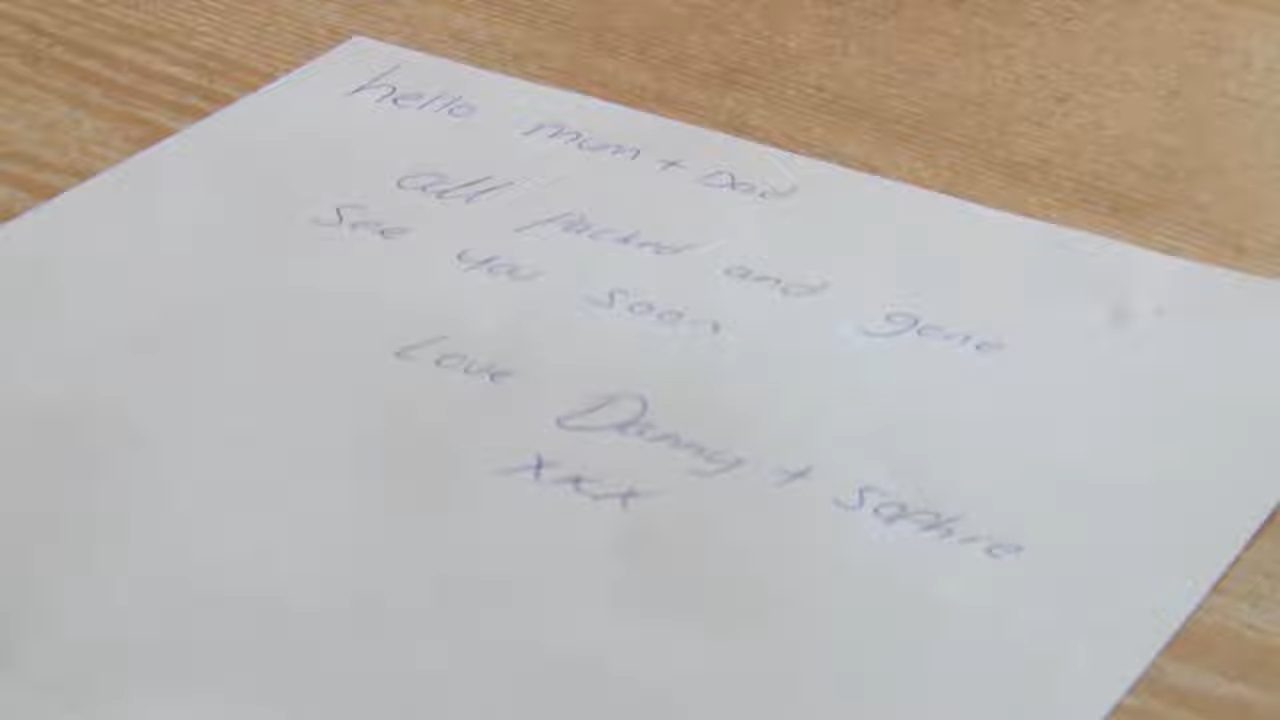 hello mum + Dad
all packed and gone
See you soon
Love Danny + Sophie
xxx